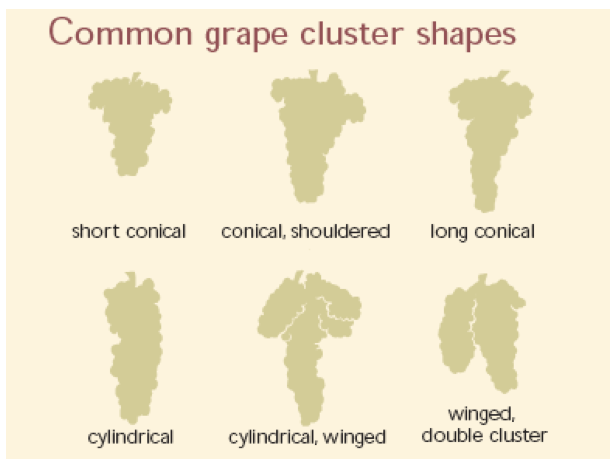 Common grape cluster shapes
short conical
conical, shouldered
long conical
cylindrical
cylindrical, winged
winged,
double cluster